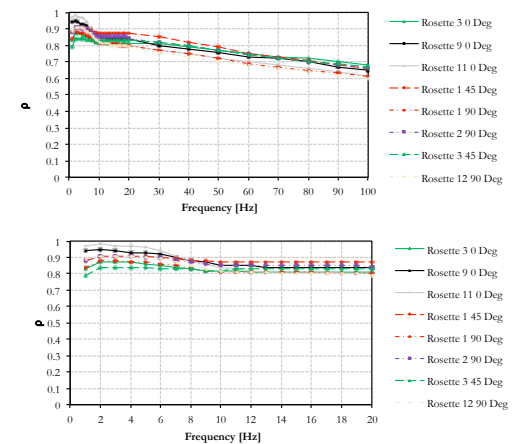 1
0.9
0.8
0.7
0.6
0.5
0.4
0.3
0.2
0.1
0
ρ
0 10 20 30 40 50 60 70 80 90 100
Frequency [Hz]
Rosette 3 0 Deg
Rosette 9 0 Deg
Rosette 11 0 Deg
Rosette 1 45 Deg
Rosette 1 90 Deg
Rosette 2 90 Deg
Rosette 3 45 Deg
Rosette 12 90 Deg
1
0.9
0.8
0.7
0.6
0.5
0.4
0.3
0.2
0.1
0
ρ
0 2 4 6 8 10 12 14 16 18 20
Frequency [Hz]
Rosette 3 0 Deg
Rosette 9 0 Deg
Rosette 11 0 Deg
Rosette 1 45 Deg
Rosette 1 90 Deg
Rosette 2 90 Deg
Rosette 3 45 Deg
Rosette 12 90 Deg